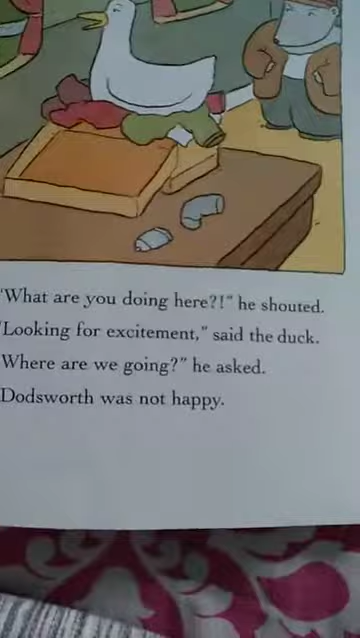 "What are you doing here?!" he shouted.
"Looking for excitement," said the duck.
"Where are we going?" he asked.
Dodsworth was not happy.